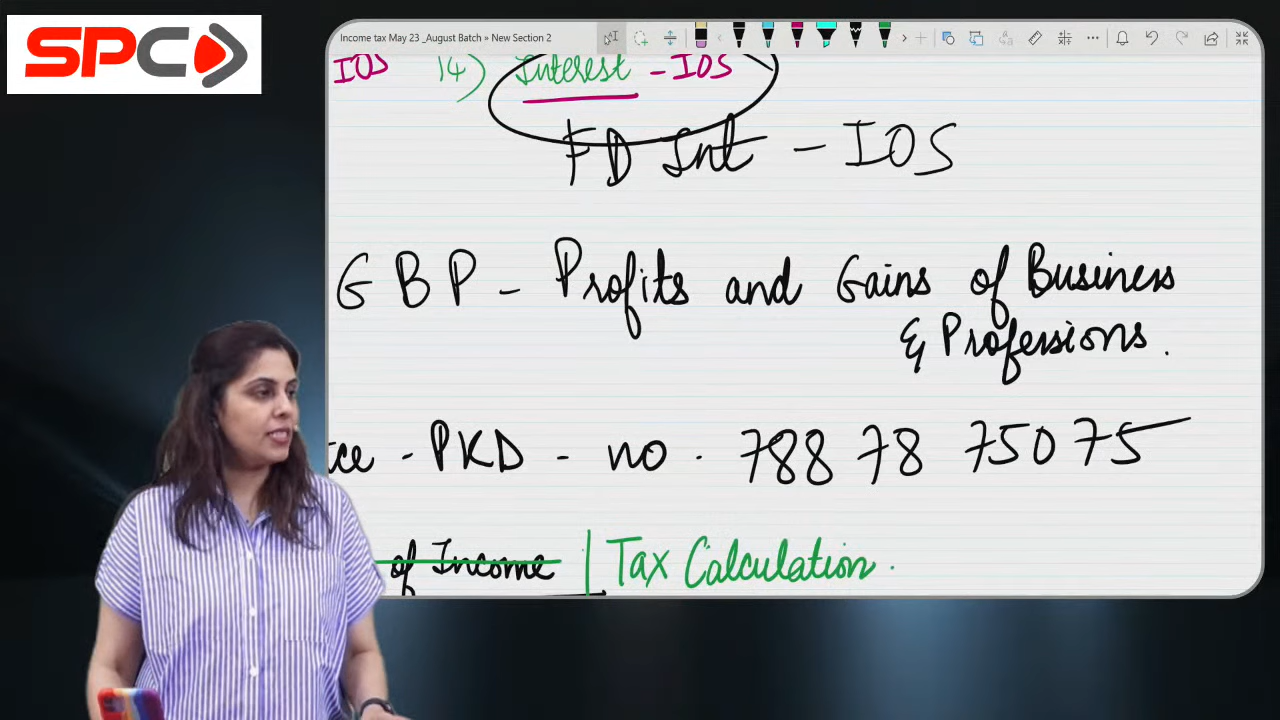 SPC
Income tax May 23 _August Batch » New Section 2
IOS 14) Interest - IOS
FD Int - IOS
GBP - Profits and Gains of Business
& Professions.
ce - PKD - no. 788 78 75075
of Income | Tax Calculation.